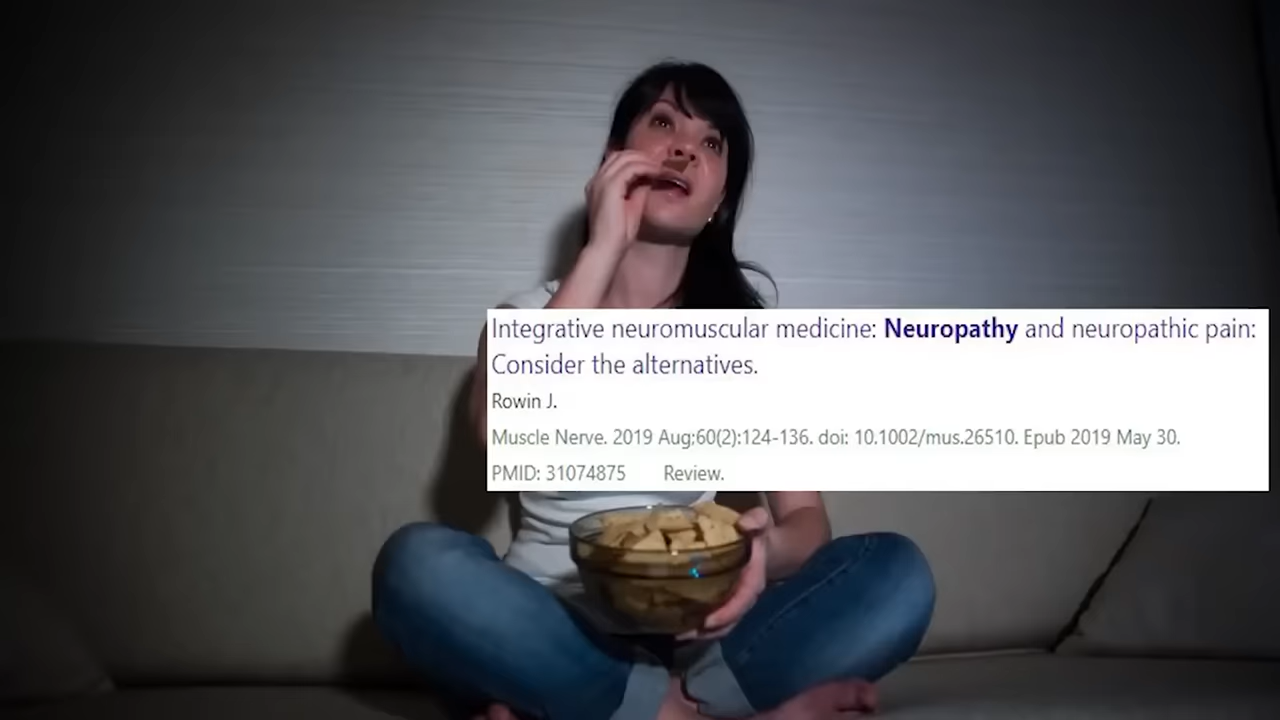 Integrative neuromuscular medicine: Neuropathy and neuropathic pain:
Consider the alternatives.
Rowin J.
Muscle Nerve. 2019 Aug;60(2):124-136. doi: 10.1002/mus.26510. Epub 2019 May 30.
PMID: 31074875 Review.